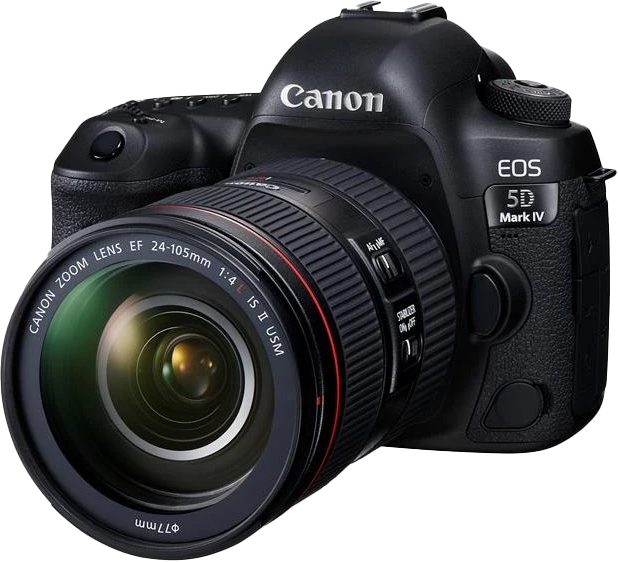 Canon
EOS
5D
Mark IV
Canon
AF MF
STABILIZER
ON OFF
CANON ZOOM LENS EF 24-105mm 1:4 L IS II USM
Φ77mm